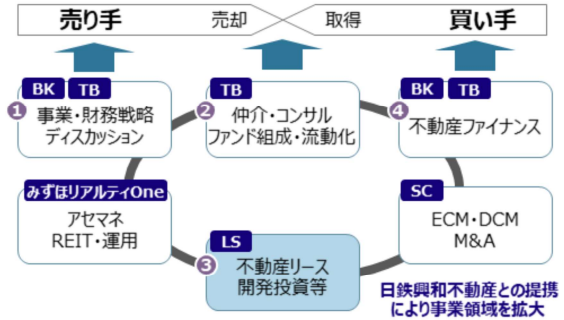 売り手 売却 取得 買い手
BK TB
① 事業・財務戦略
ディスカッション
TB
② 仲介・コンサル
ファンド組成・流動化
BK TB
④ 不動産ファイナンス
みずほリアルティOne
アセマネ
REIT・運用
LS
③ 不動産リース
開発投資等
SC
ECM・DCM
M&A
日鉄興和不動産との提携
により事業領域を拡大